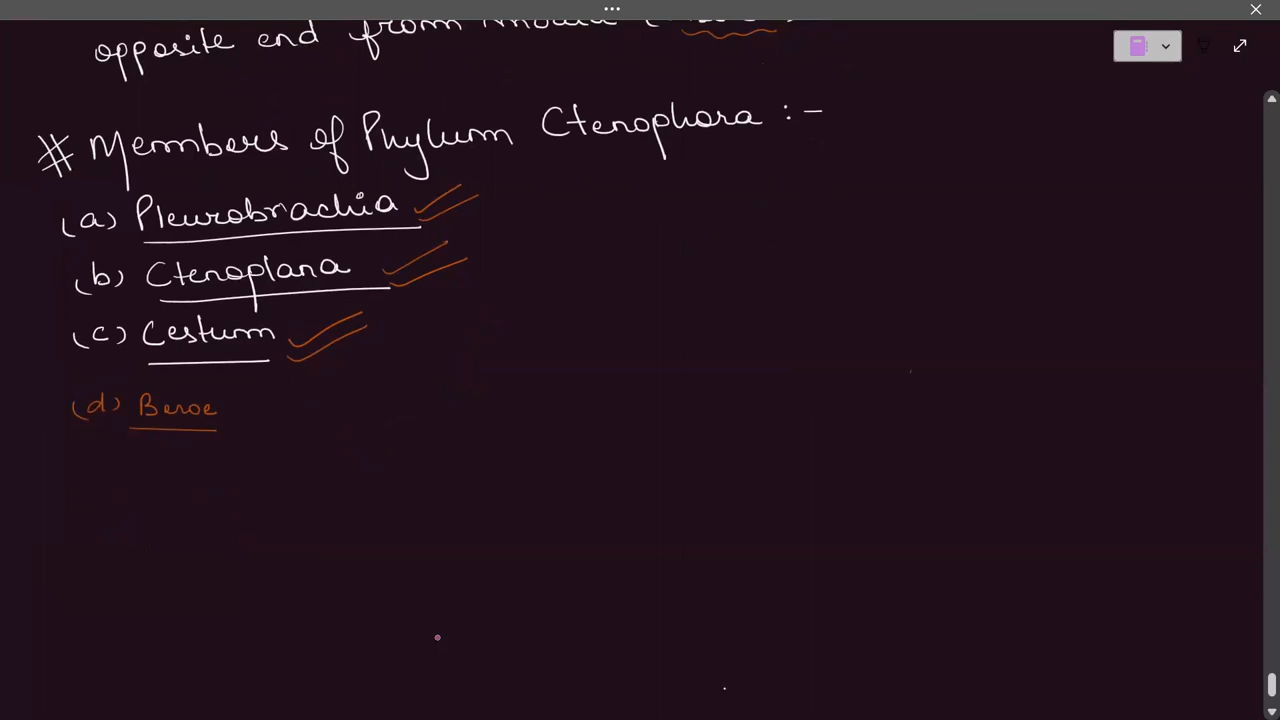 opposite end from
# Members of Phylum Ctenophora :-
(a) Pleurobrachia
(b) Ctenoplana
(c) Cestum
(d) Beroe